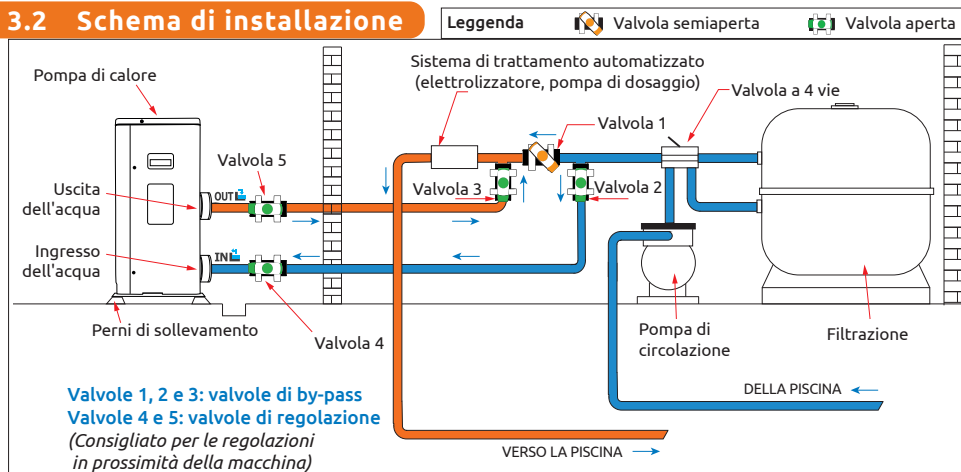 3.2 Schema di installazione
Leggenda
Valvola semiaperta
Valvola aperta
Pompa di calore
Sistema di trattamento automatizzato
(elettrolizzatore, pompa di dosaggio)
Valvola a 4 vie
Valvola 1
Valvola 5
Valvola 3
Valvola 2
Uscita
dell'acqua
OUT
Ingresso
dell'acqua
IN
Perni di sollevamento
Valvola 4
Pompa di
circolazione
Filtrazione
Valvole 1, 2 e 3: valvole di by-pass
Valvole 4 e 5: valvole di regolazione
(Consigliato per le regolazioni
in prossimità della macchina)
DELLA PISCINA
VERSO LA PISCINA